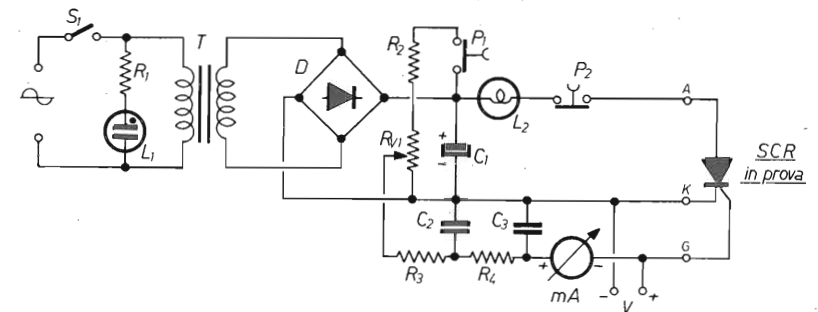 S1
T
R1
L1
D
R2
P1
RV1
C1
L2
P2
A
SCR
in prova
K
C2
C3
G
R3
R4
+
-
mA
- V +
+
-